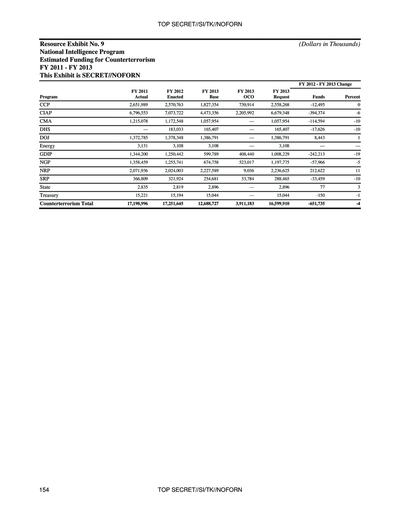 TOP SECRET//SI/TK//NOFORN
Resource Exhibit No. 9 (Dollars in Thousands)
National Intelligence Program
Estimated Funding for Counterterrorism
FY 2011 - FY 2013
This Exhibit is SECRET//NOFORN
FY 2012 - FY 2013 Change
FY 2011 FY 2012 FY 2013 FY 2013 FY 2013
Program Actual Enacted Base OCO Request Funds Percent
CCP 2,651,989 2,570,763 1,827,354 730,914 2,558,268 -12,495 0
CIAP 6,796,553 7,073,722 4,473,356 2,205,992 6,679,348 -394,374 -6
CMA 1,215,078 1,172,548 1,057,954 — 1,057,954 -114,594 -10
DHS — 183,033 165,407 — 165,407 -17,626 -10
DOJ 1,372,785 1,378,348 1,386,791 — 1,386,791 8,443 1
Energy 3,131 3,108 3,108 — 3,108 — —
GDIP 1,344,200 1,250,442 599,789 408,440 1,008,229 -242,213 -19
NGP 1,358,459 1,255,741 674,758 523,017 1,197,775 -57,966 -5
NRP 2,071,936 2,024,003 2,227,589 9,036 2,236,625 212,622 11
SRP 366,809 321,924 254,681 33,784 288,465 -33,459 -10
State 2,835 2,819 2,896 — 2,896 77 3
Treasury 15,221 15,194 15,044 — 15,044 -150 -1
Counterterrorism Total 17,198,996 17,251,645 12,688,727 3,911,183 16,599,910 -651,735 -4
154 TOP SECRET//SI/TK//NOFORN